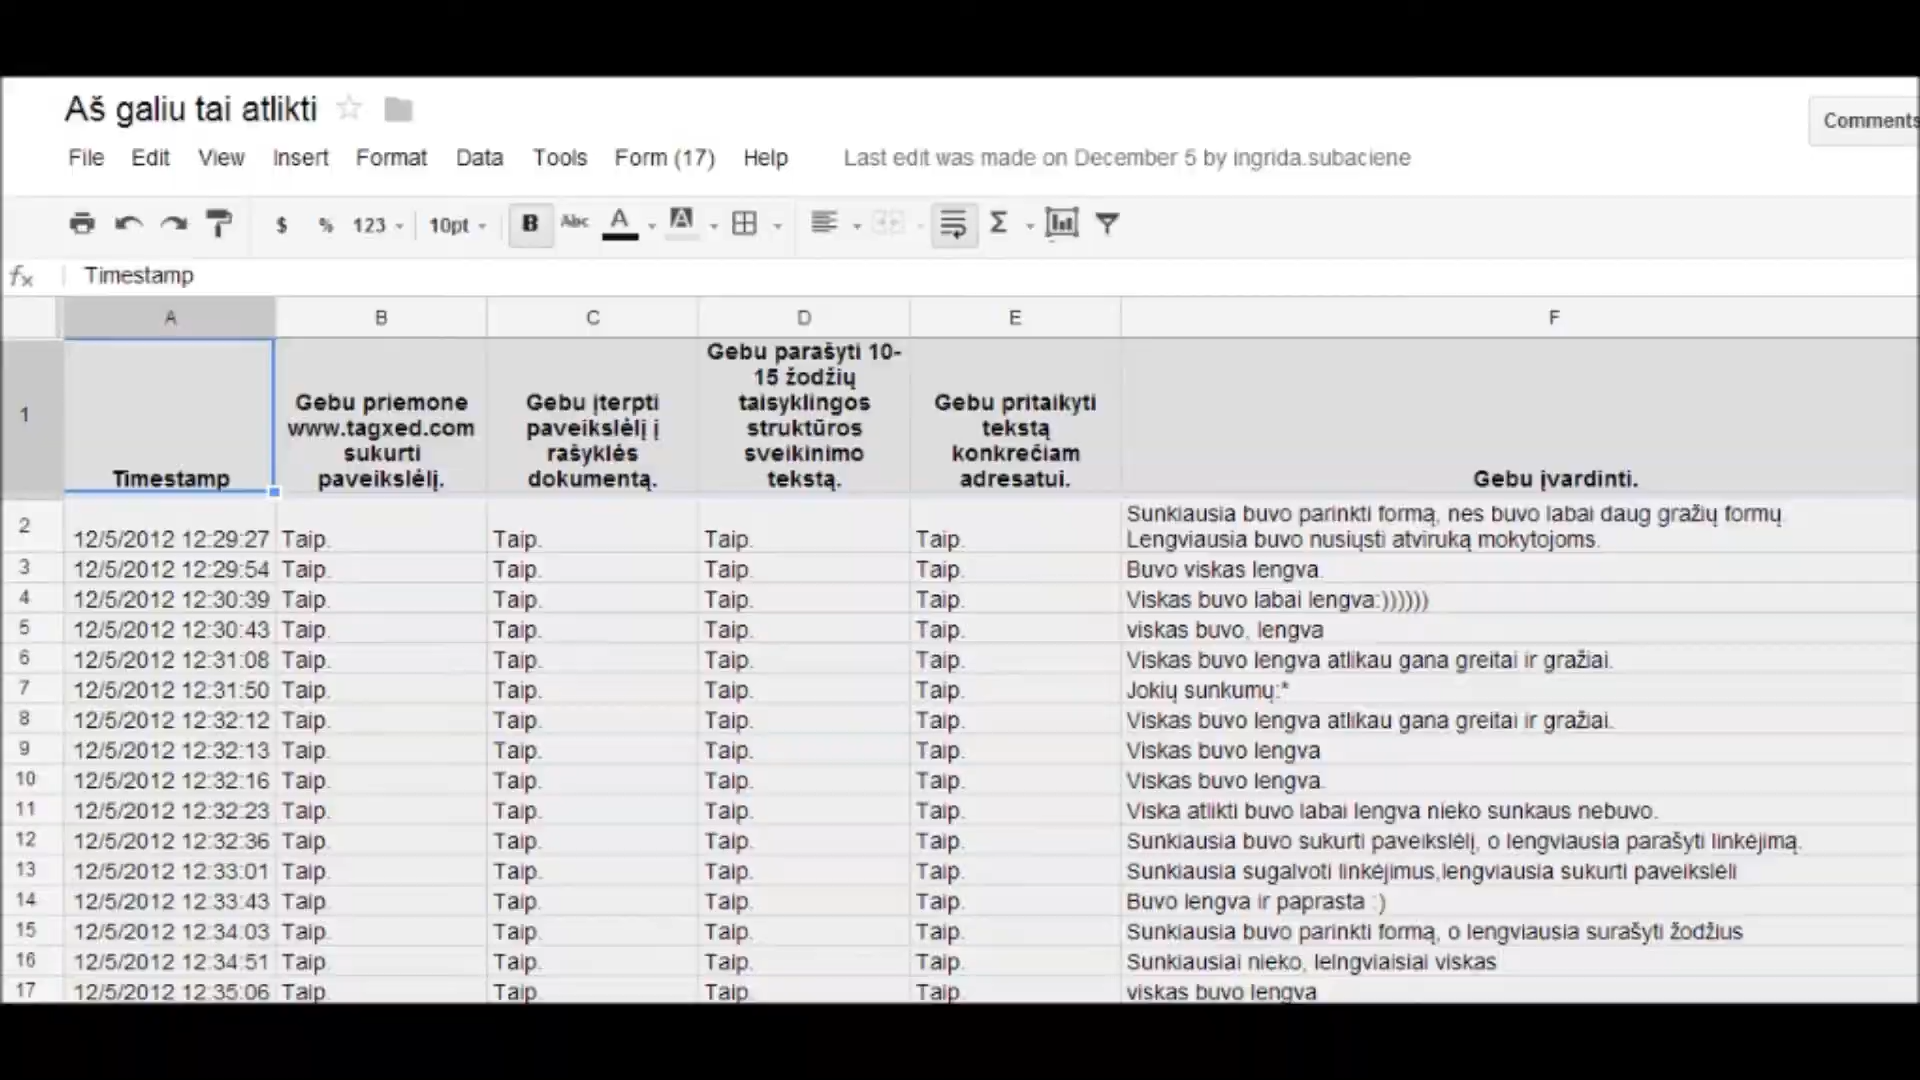 Aš galiu tai atlikti
Comments
File Edit View Insert Format Data Tools Form (17) Help Last edit was made on December 5 by ingrida.subaciene
$ % 123 10pt B Abc A A Σ
fx Timestamp
A B C D E F
1 Timestamp
Gebu priemone
www.tagxed.com
sukurti
paveikslėlį.
Gebu įterpti
paveikslėlį į
rašyklės
dokumentą.
Gebu parašyti 10-
15 žodžių
taisyklingos
struktūros
sveikinimo
tekstą.
Gebu pritaikyti
tekstą
konkrečiam
adresatui.
Gebu įvardinti.
Sunkiausia buvo parinkti formą, nes buvo labai daug gražių formų.
2 12/5/2012 12:29:27 Taip. Taip. Taip. Taip. Lengviausia buvo nusiųsti atviruką mokytojoms.
3 12/5/2012 12:29:54 Taip. Taip. Taip. Taip. Buvo viskas lengva.
4 12/5/2012 12:30:39 Taip. Taip. Taip. Taip. Viskas buvo labai lengva:))))))
5 12/5/2012 12:30:43 Taip. Taip. Taip. Taip. viskas buvo, lengva
6 12/5/2012 12:31:08 Taip. Taip. Taip. Taip. Viskas buvo lengva atlikau gana greitai ir gražiai.
7 12/5/2012 12:31:50 Taip. Taip. Taip. Taip. Jokių sunkumų:*
8 12/5/2012 12:32:12 Taip. Taip. Taip. Taip. Viskas buvo lengva atlikau gana greitai ir gražiai.
9 12/5/2012 12:32:13 Taip. Taip. Taip. Taip. Viskas buvo lengva
10 12/5/2012 12:32:16 Taip. Taip. Taip. Taip. Viskas buvo lengva.
11 12/5/2012 12:32:23 Taip. Taip. Taip. Taip. Viska atlikti buvo labai lengva nieko sunkaus nebuvo.
12 12/5/2012 12:32:36 Taip. Taip. Taip. Taip. Sunkiausia buvo sukurti paveikslėlį, o lengviausia parašyti linkėjimą.
13 12/5/2012 12:33:01 Taip. Taip. Taip. Taip. Sunkiausia sugalvoti linkėjimus,lengviausia sukurti paveikslėli
14 12/5/2012 12:33:43 Taip. Taip. Taip. Taip. Buvo lengva ir paprasta :)
15 12/5/2012 12:34:03 Taip. Taip. Taip. Taip. Sunkiausia buvo parinkti formą, o lengviausia surašyti žodžius
16 12/5/2012 12:34:51 Taip. Taip. Taip. Taip. Sunkiausiai nieko, lelngviaisiai viskas
17 12/5/2012 12:35:06 Taip. Taip. Taip. Taip. viskas buvo lengva